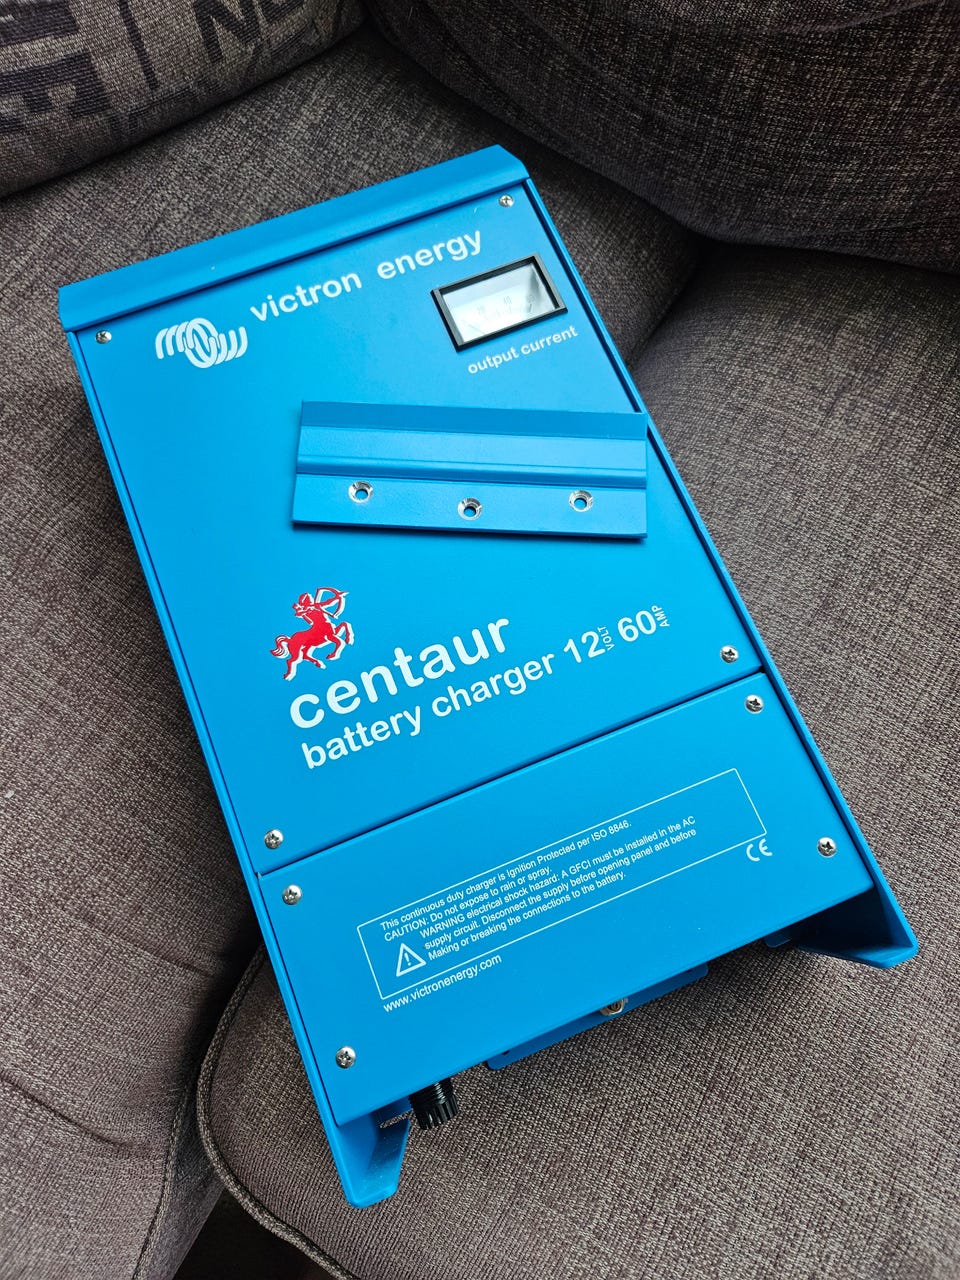 victron energy
20 40 60
output current
centaur
battery charger 12 VOLT 60 AMP
This continuous duty charger is Ignition Protected per ISO 8846.
CAUTION: Do not expose to rain or spray.
WARNING electrical shock hazard: A GFCI must be installed in the AC
supply circuit. Disconnect the supply before opening panel and before
Making or breaking the connections to the battery.
www.victronenergy.com
CE